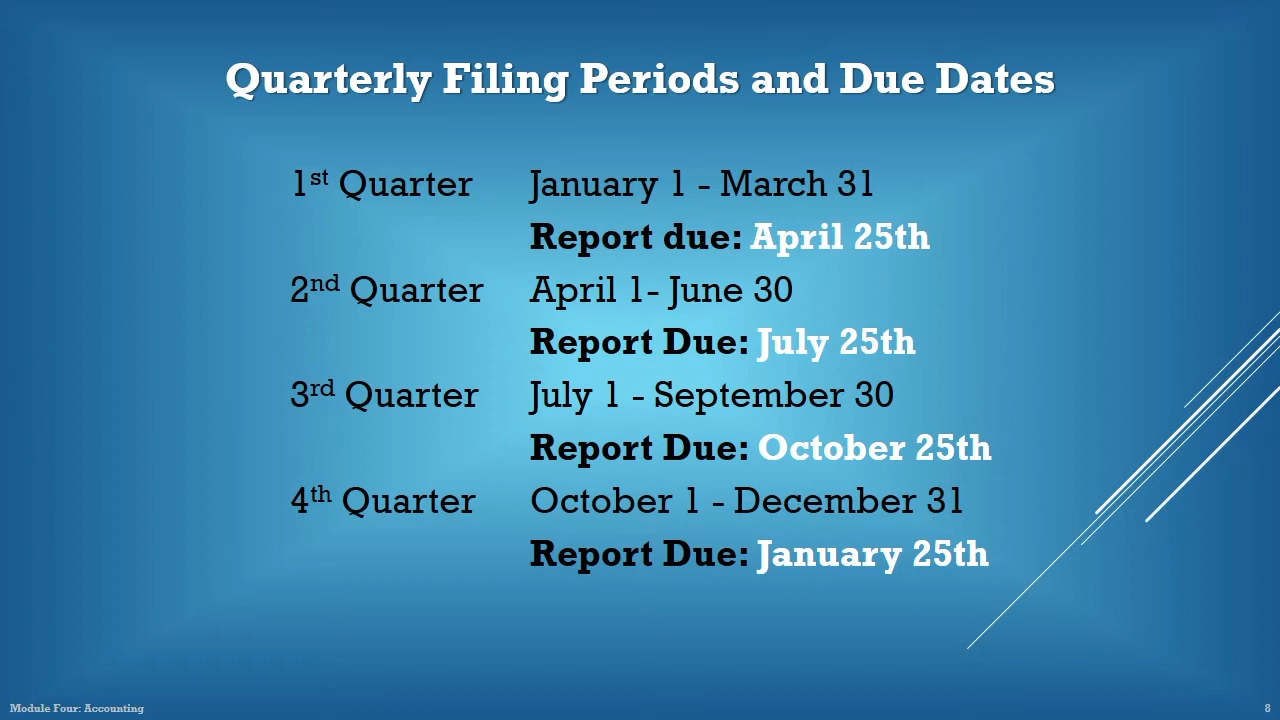 Quarterly Filing Periods and Due Dates
1st Quarter January 1 - March 31
Report due: April 25th
2nd Quarter April 1- June 30
Report Due: July 25th
3rd Quarter July 1 - September 30
Report Due: October 25th
4th Quarter October 1 - December 31
Report Due: January 25th
Module Four: Accounting 8